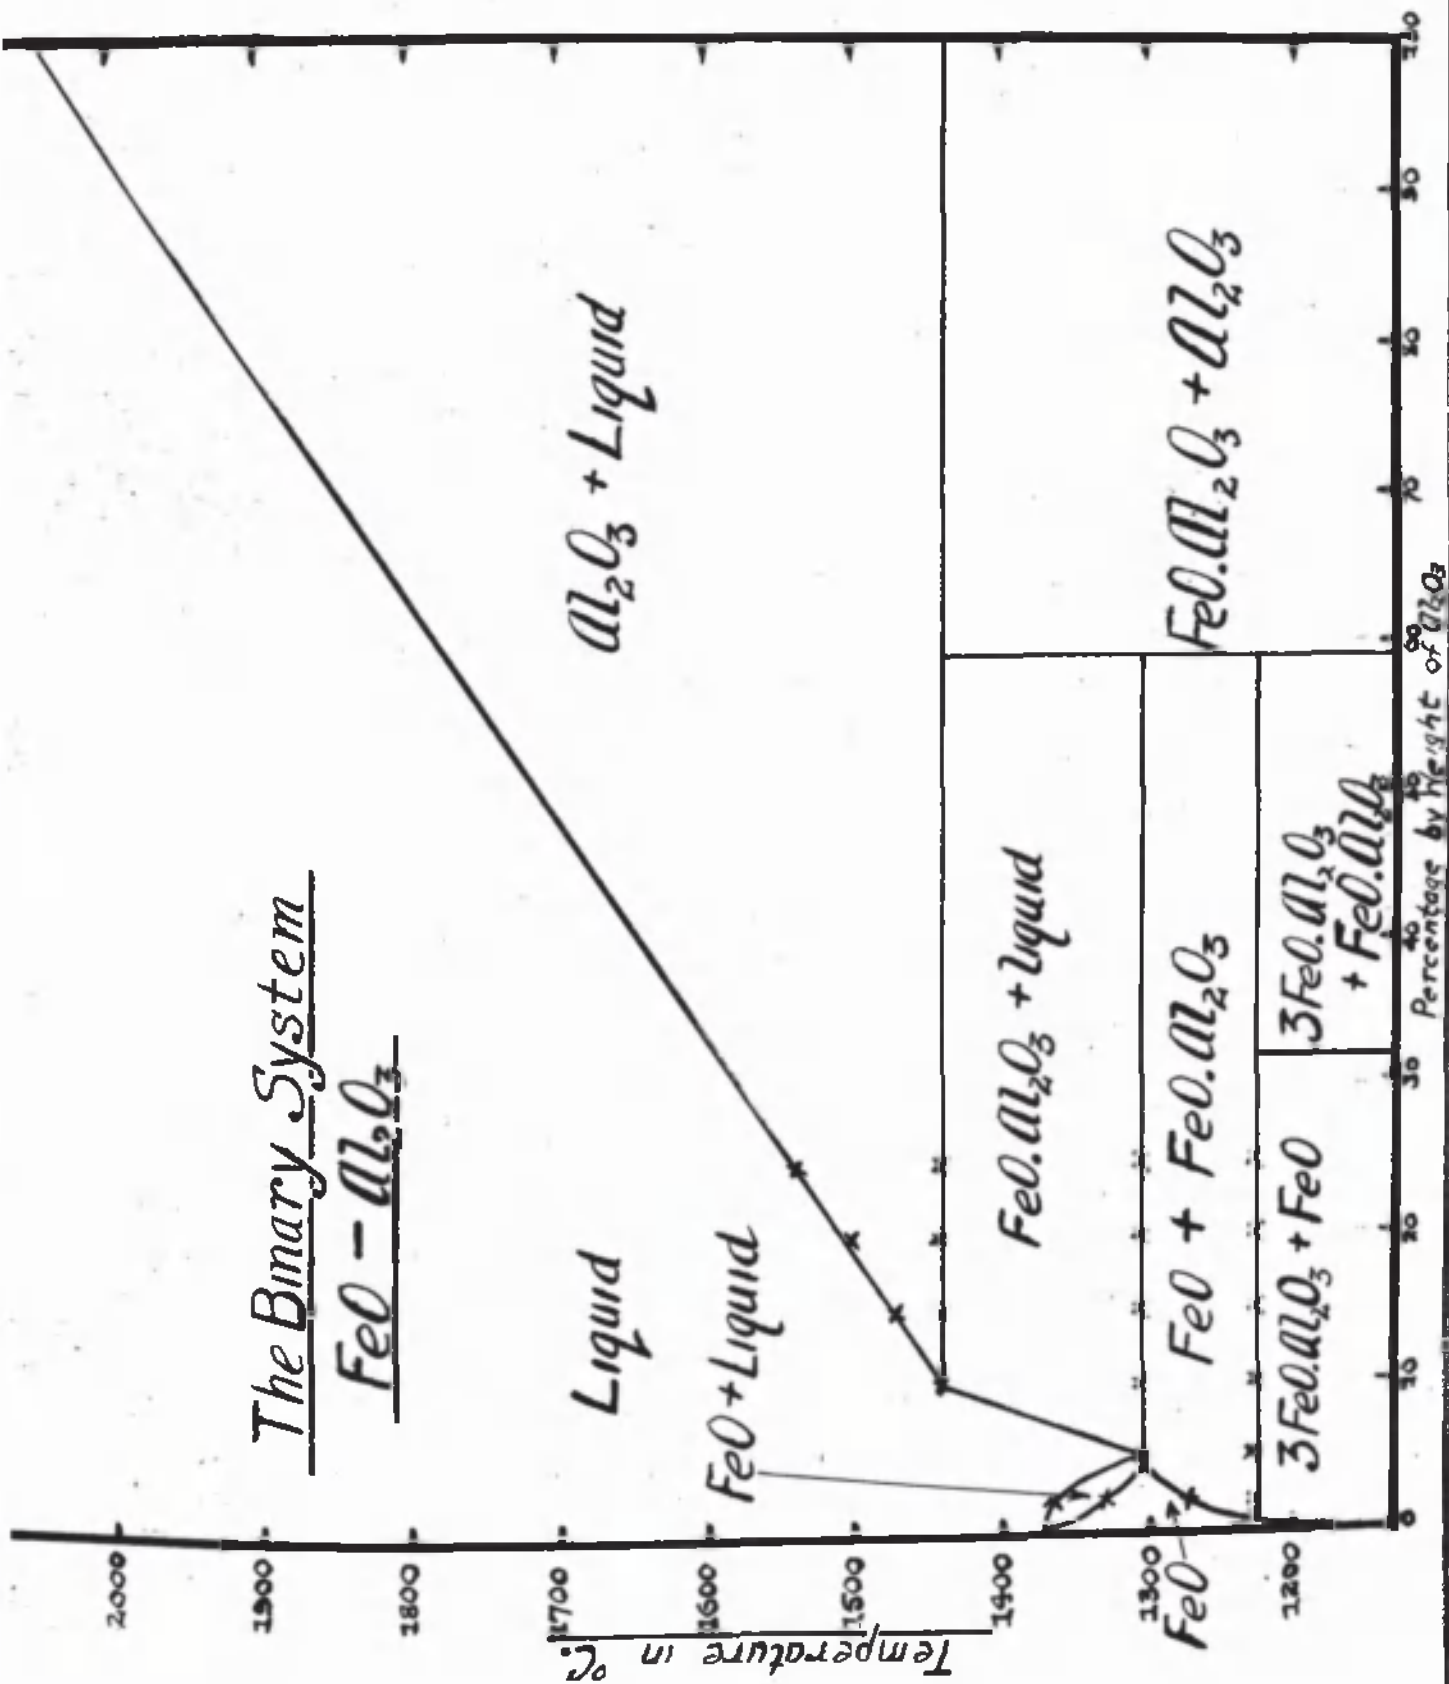 The Binary System
FeO – Al₂O₃
Al₂O₃ + Liquid
Liquid
FeO + Liquid
FeO.Al₂O₃ + Liquid
FeO.Al₂O₃ + Al₂O₃
FeO + FeO.Al₂O₃
FeO
3FeO.Al₂O₃ + FeO
3FeO.Al₂O₃
+ FeO.Al₂O₃
Temperature in °C.
2000
1900
1800
1700
1600
1500
1400
1300
1200
0
10
20
30
40
70
80
90
100
Percentage by Weight of Al₂O₃